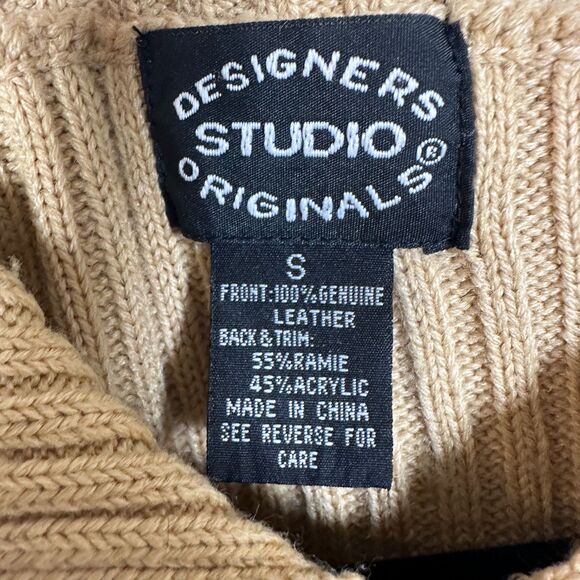 DESIGNERS
STUDIO
ORIGINALS®
S
FRONT:100%GENUINE
LEATHER
BACK&TRIM:
55%RAMIE
45%ACRYLIC
MADE IN CHINA
SEE REVERSE FOR
CARE